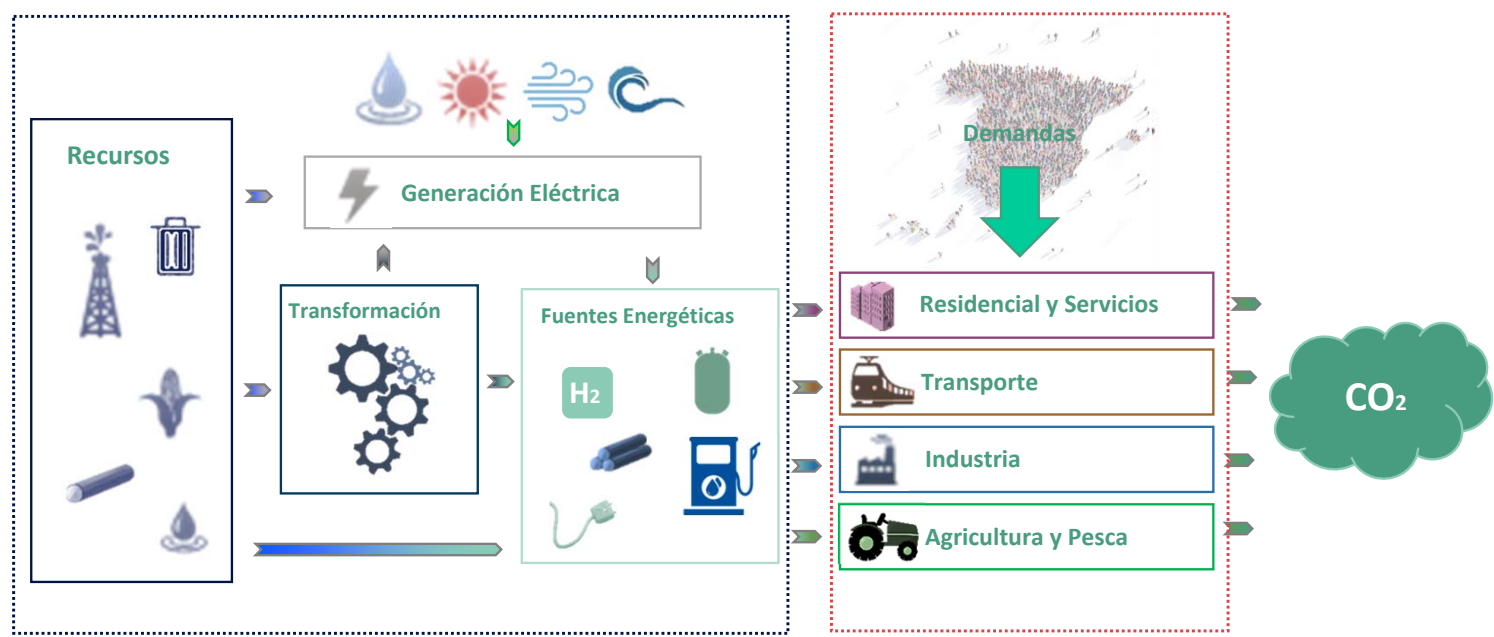 Recursos
Generación Eléctrica
Transformación
Fuentes Energéticas
H2
Demandas
Residencial y Servicios
Transporte
Industria
Agricultura y Pesca
CO2